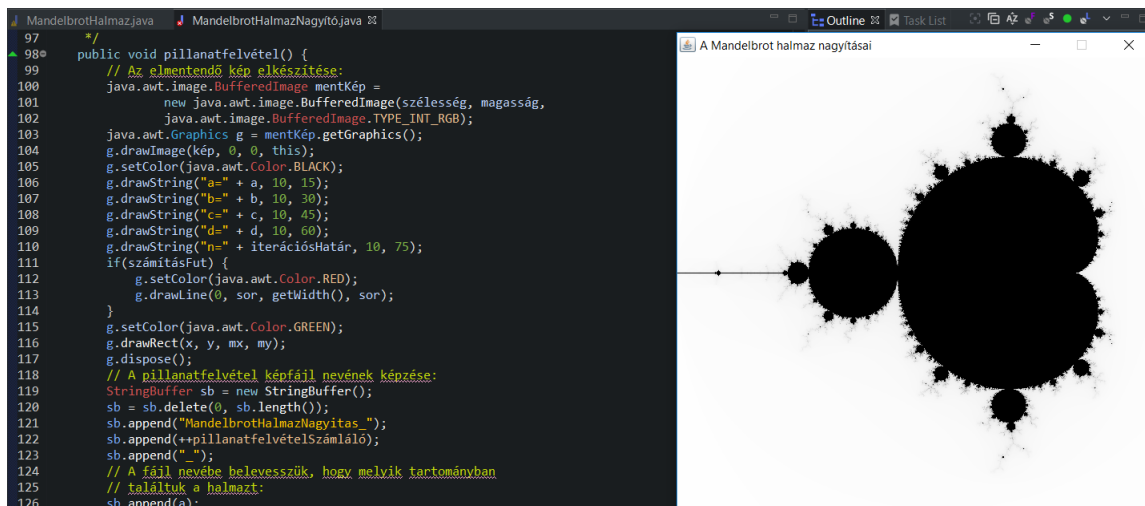 MandelbrotHalmaz.java MandelbrotHalmazNagyító.java
Outline Task List
A Mandelbrot halmaz nagyításai
97 */
98 public void pillanatfelvétel() {
99 // Az elmentendő kép elkészítése:
100 java.awt.image.BufferedImage mentKép =
101 new java.awt.image.BufferedImage(szélesség, magasság,
102 java.awt.image.BufferedImage.TYPE_INT_RGB);
103 java.awt.Graphics g = mentKép.getGraphics();
104 g.drawImage(kép, 0, 0, this);
105 g.setColor(java.awt.Color.BLACK);
106 g.drawString("a=" + a, 10, 15);
107 g.drawString("b=" + b, 10, 30);
108 g.drawString("c=" + c, 10, 45);
109 g.drawString("d=" + d, 10, 60);
110 g.drawString("n=" + iterációsHatár, 10, 75);
111 if(számításFut) {
112 g.setColor(java.awt.Color.RED);
113 g.drawLine(0, sor, getWidth(), sor);
114 }
115 g.setColor(java.awt.Color.GREEN);
116 g.drawRect(x, y, mx, my);
117 g.dispose();
118 // A pillanatfelvétel képfájl nevének képzése:
119 StringBuffer sb = new StringBuffer();
120 sb = sb.delete(0, sb.length());
121 sb.append("MandelbrotHalmazNagyitas_");
122 sb.append(++pillanatfelvételSzámláló);
123 sb.append("_");
124 // A fájl nevébe belevesszük, hogy melyik tartományban
125 // találtuk a halmazt:
126 sb.append(a);